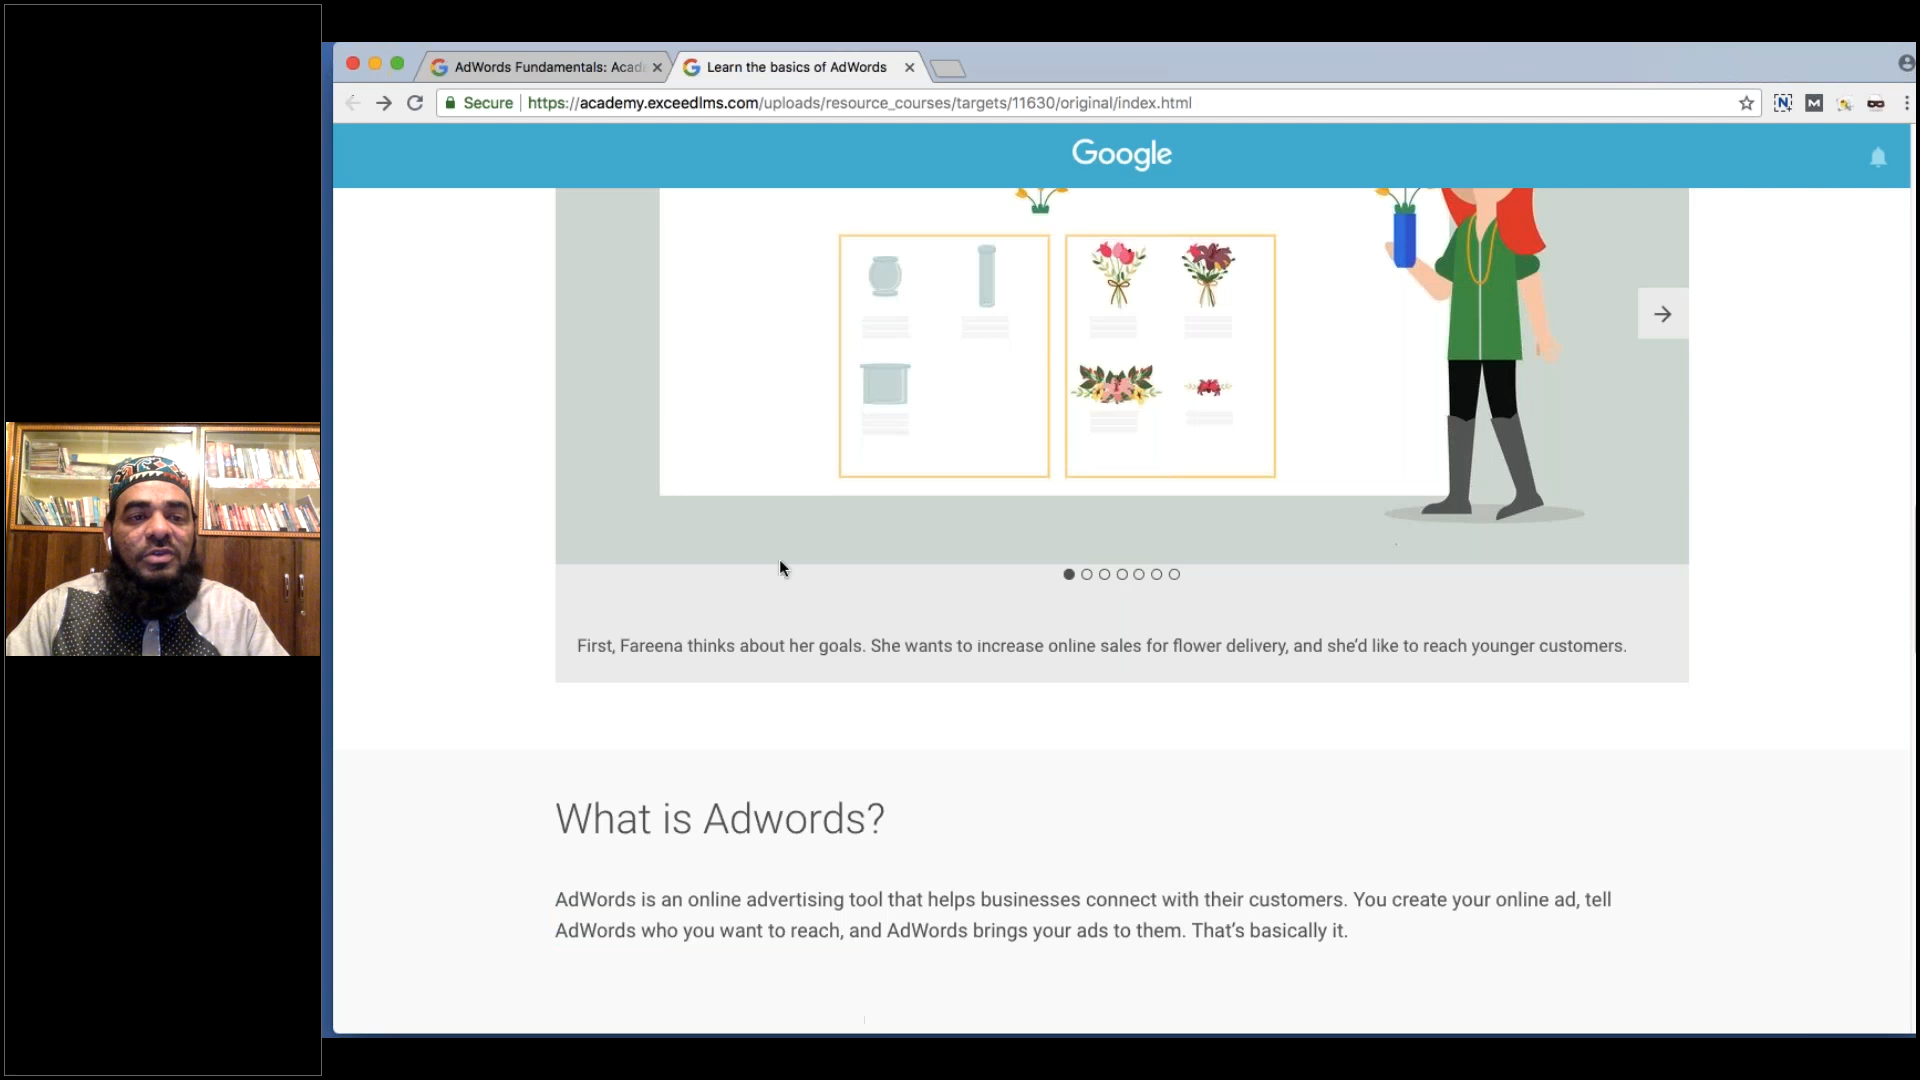 AdWords Fundamentals: Acad
Learn the basics of AdWords
Secure
https://academy.exceedlms.com/uploads/resource_courses/targets/11630/original/index.html
Google
First, Fareena thinks about her goals. She wants to increase online sales for flower delivery, and she’d like to reach younger customers.
What is Adwords?
AdWords is an online advertising tool that helps businesses connect with their customers. You create your online ad, tell
AdWords who you want to reach, and AdWords brings your ads to them. That’s basically it.